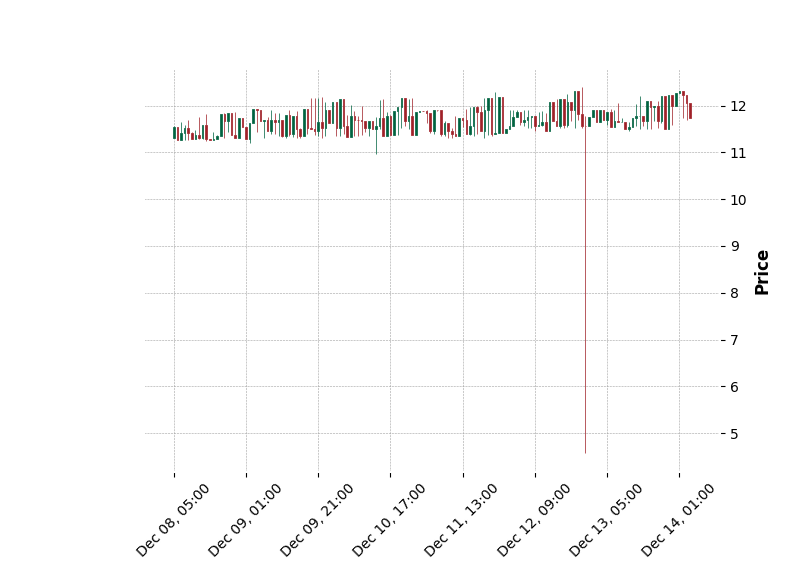 12
11
10
9
8
7
6
5
Price
Dec 08, 05:00
Dec 09, 01:00
Dec 09, 21:00
Dec 10, 17:00
Dec 11, 13:00
Dec 12, 09:00
Dec 13, 05:00
Dec 14, 01:00